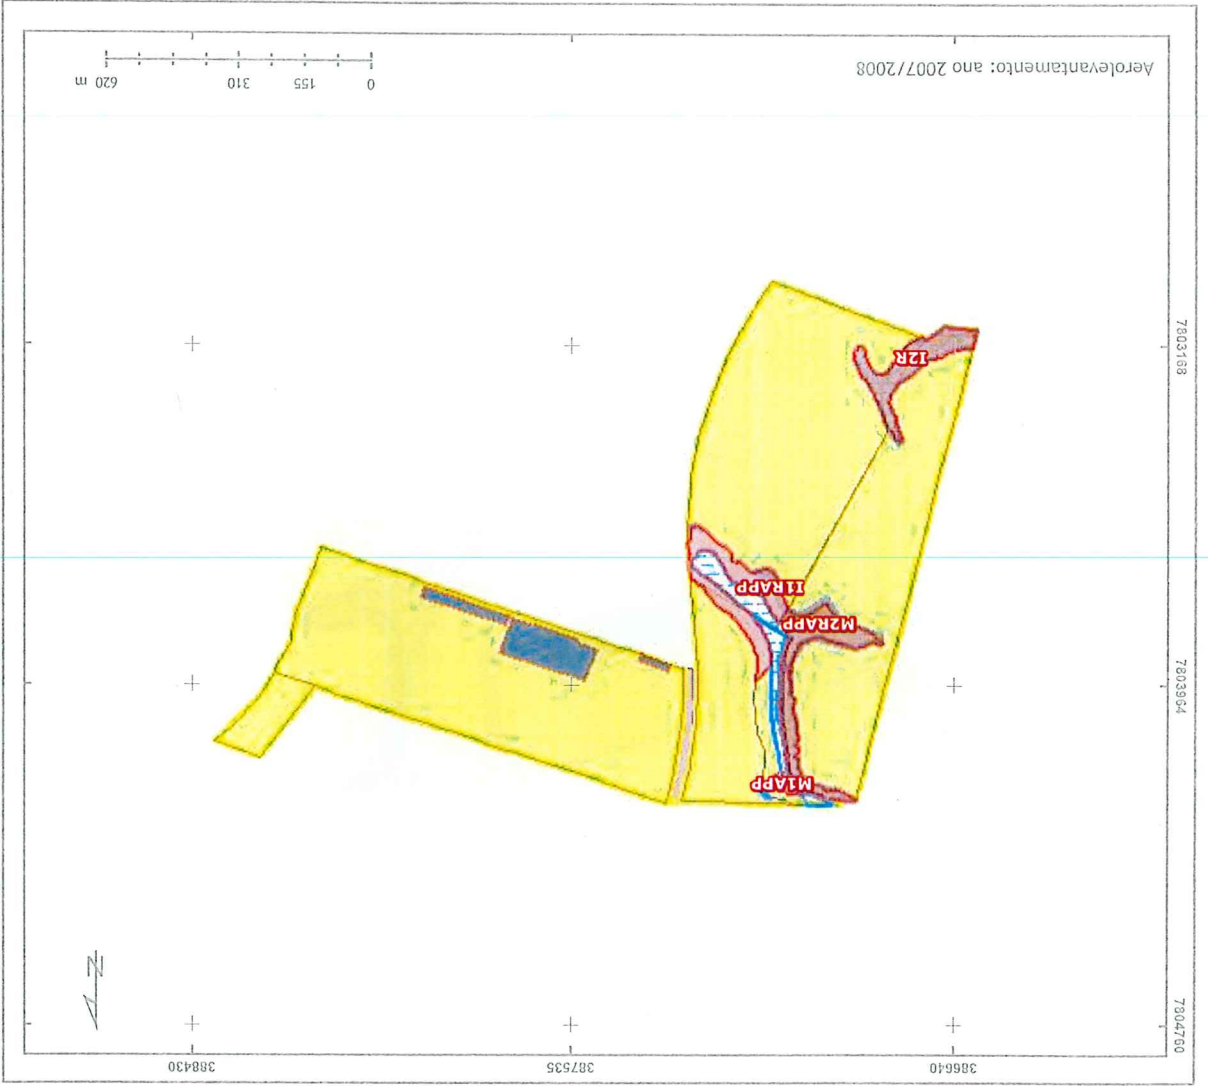 386640 387535 388430
7804760
N
M1APP
7803964
M2RAPP
I1RAPP
I2R
7803168
Aerolevantamento: ano 2007/2008
0 155 310 620 m